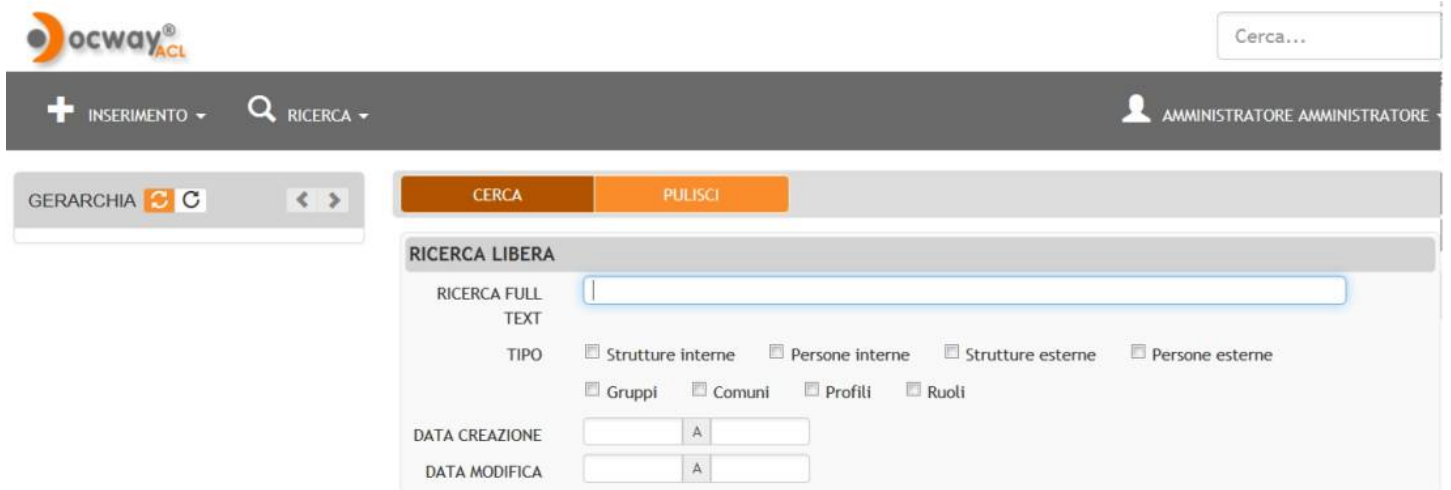 Docway® ACL
Cerca...
INSERIMENTO RICERCA AMMINISTRATORE AMMINISTRATORE
GERARCHIA
CERCA PULISCI
RICERCA LIBERA
RICERCA FULL
TEXT
TIPO Strutture interne Persone interne Strutture esterne Persone esterne
Gruppi Comuni Profili Ruoli
DATA CREAZIONE A
DATA MODIFICA A